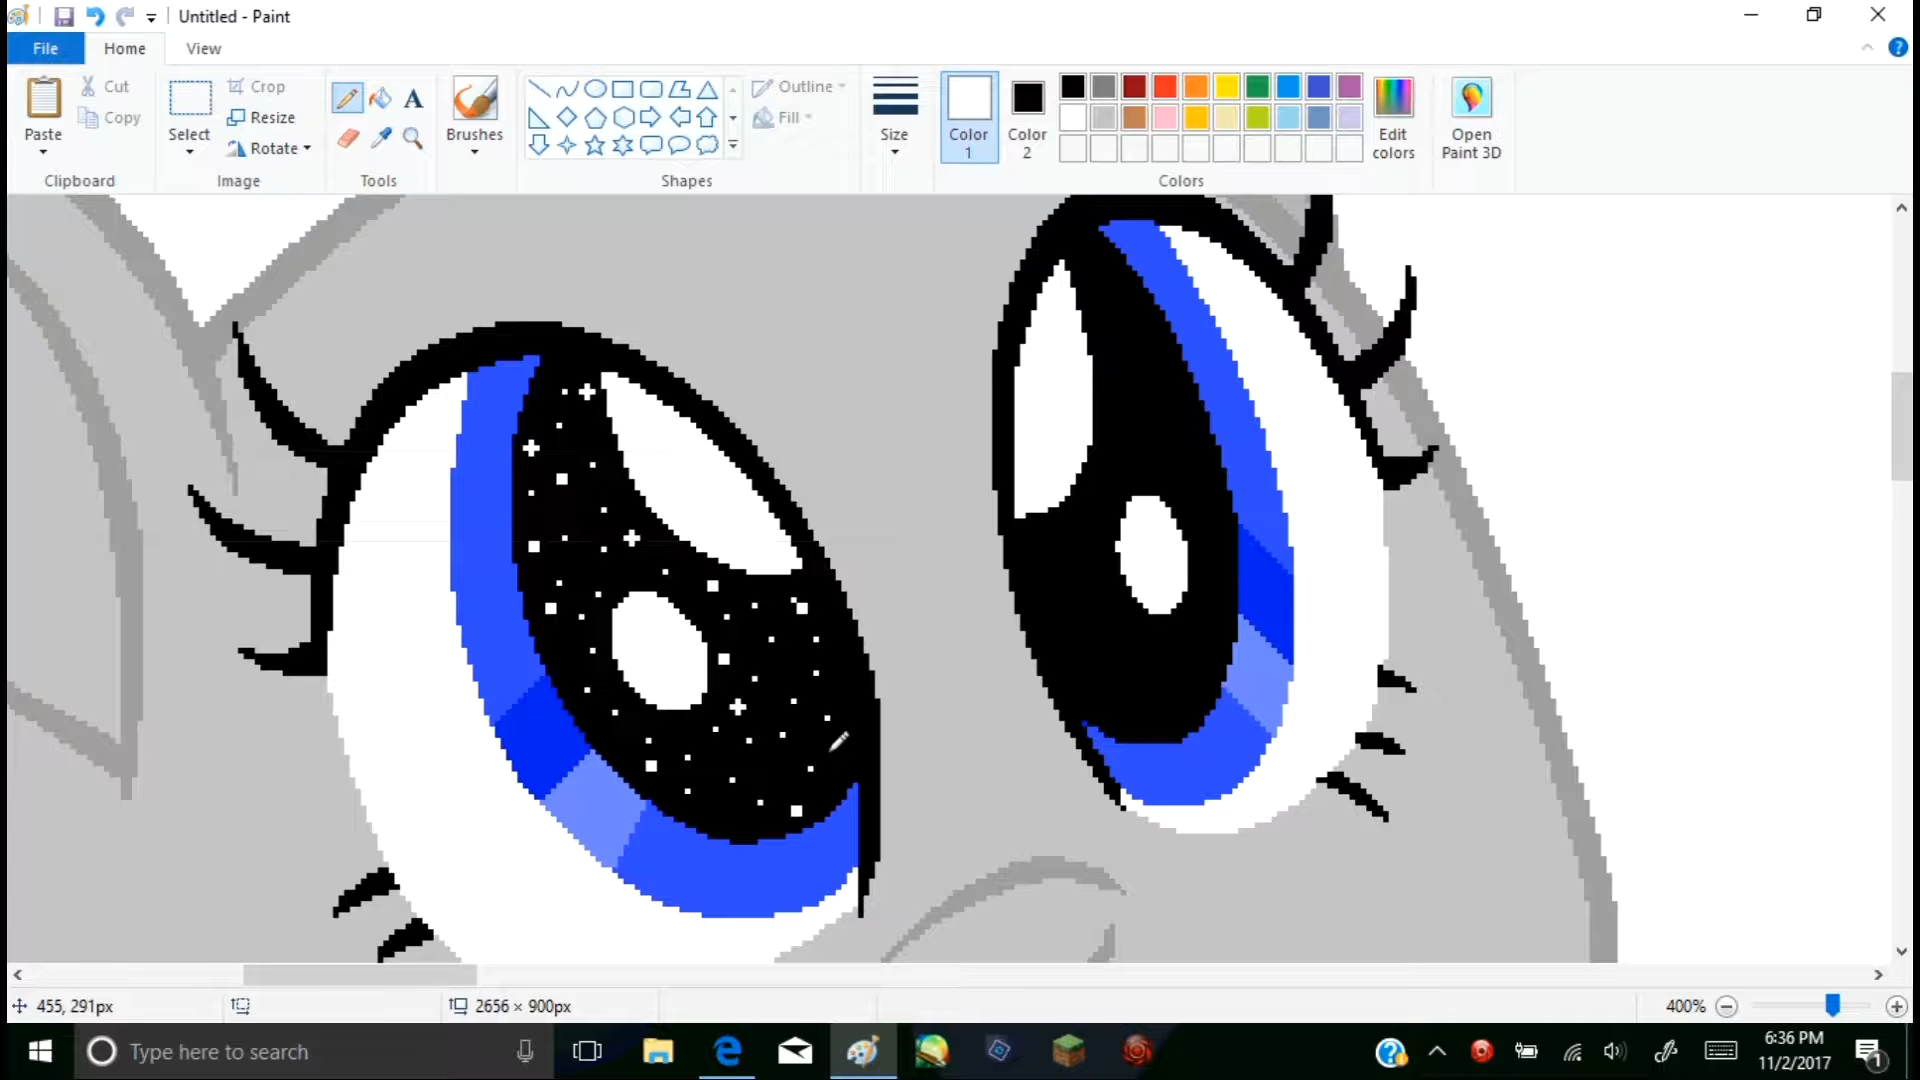 Untitled - Paint
File Home View
Paste
Cut
Copy
Clipboard
Select
Crop
Resize
Rotate
Image
A
Tools
Brushes
Shapes
Outline
Fill
Size
Color 1
Color 2
Colors
Edit colors
Open Paint 3D
455, 291px
2656 × 900px
400%
Type here to search
6:36 PM
11/2/2017
1